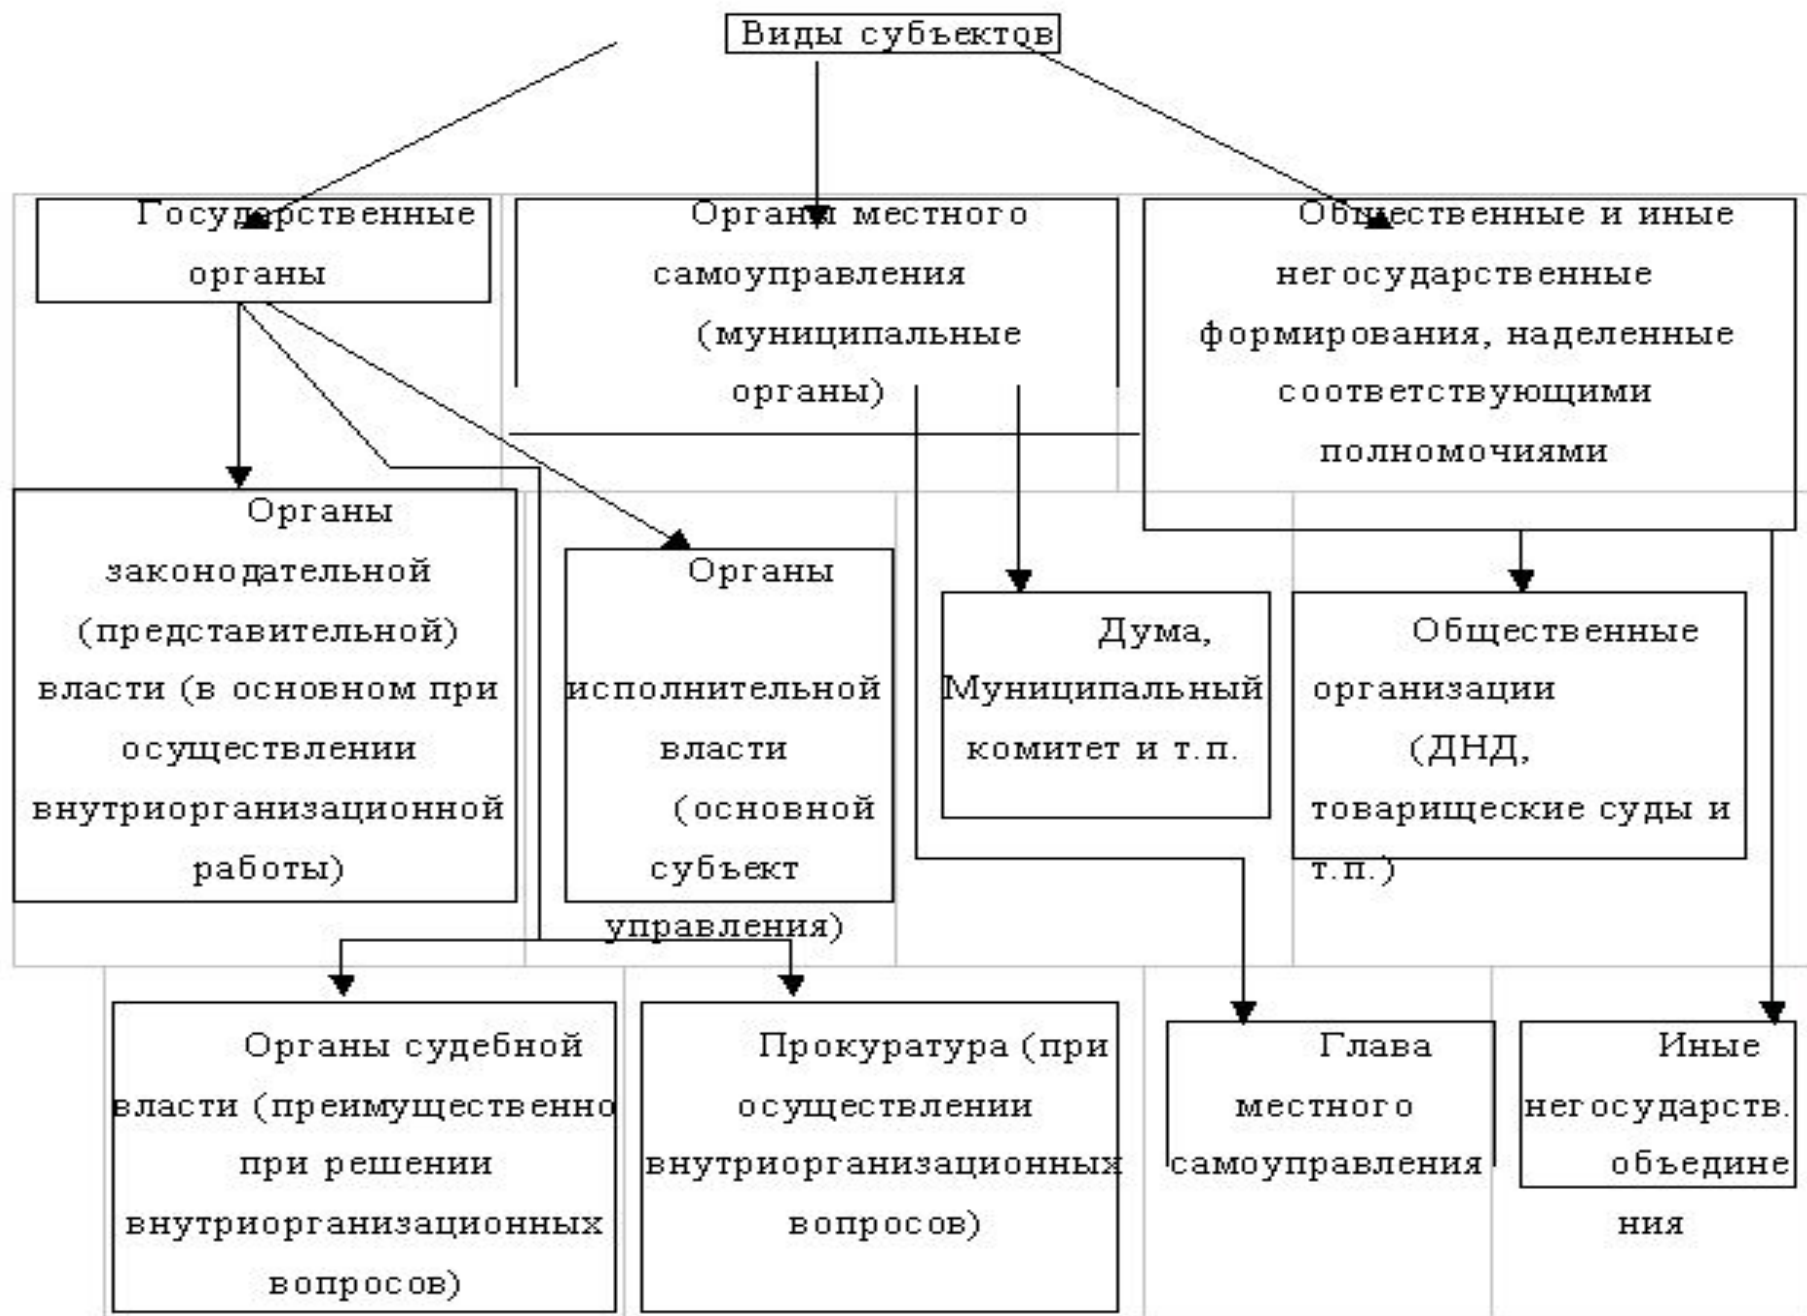 Виды субъектов
Государственные
органы
Органы местного
самоуправления
(муниципальные
органы)
Общественные и иные
негосударственные
формирования, наделенные
соответствующими
полномочиями
Органы
законодательной
(представительной)
власти (в основном при
осуществлении
внутриорганизационной
работы)
Органы
исполнительной
власти
(основной
субъект
управления)
Дума,
Муниципальный
комитет и т.п.
Общественные
организации
(ДНД,
товарищеские суды и
т.п.)
Органы судебной
власти (преимущественно
при решении
внутриорганизационных
вопросов)
Прокуратура (при
осуществлении
внутриорганизационных
вопросов)
Глава
местного
самоуправления
Иные
негосударств.
объедине
ния